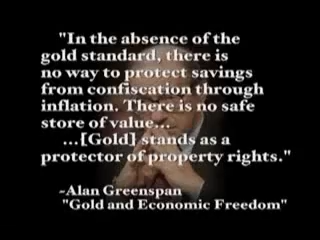 "In the absence of the
gold standard, there is
no way to protect savings
from confiscation through
inflation. There is no safe
store of value...
...[Gold] stands as a
protector of property rights."
~Alan Greenspan
"Gold and Economic Freedom"